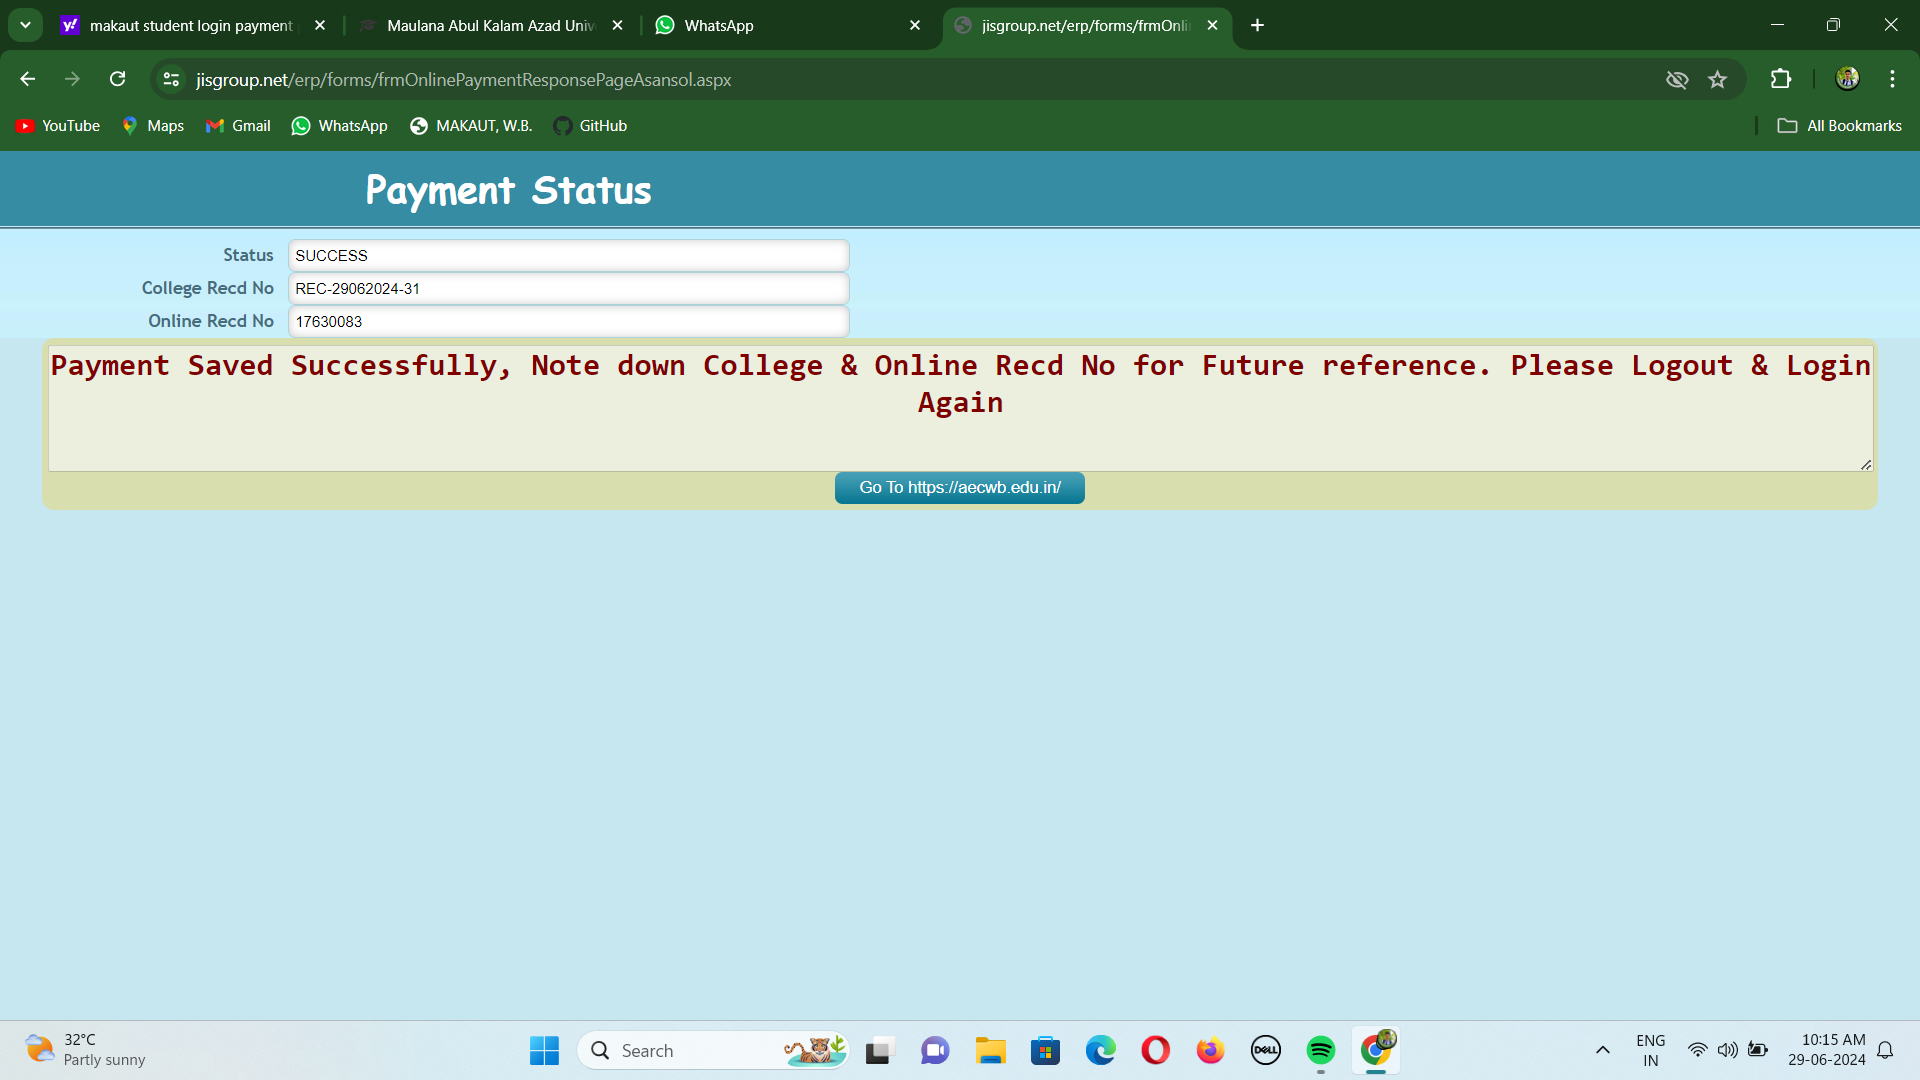 makaut student login payment
Maulana Abul Kalam Azad Univ
WhatsApp
jisgroup.net/erp/forms/frmOnli
jisgroup.net/erp/forms/frmOnlinePaymentResponsePageAsansol.aspx
YouTube
Maps
Gmail
WhatsApp
MAKAUT, W.B.
GitHub
All Bookmarks
Payment Status
Status SUCCESS
College Recd No REC-29062024-31
Online Recd No 17630083
Payment Saved Successfully, Note down College & Online Recd No for Future reference. Please Logout & Login
Again
Go To https://aecwb.edu.in/
32°C
Partly sunny
Search
DELL
ENG
IN
10:15 AM
29-06-2024